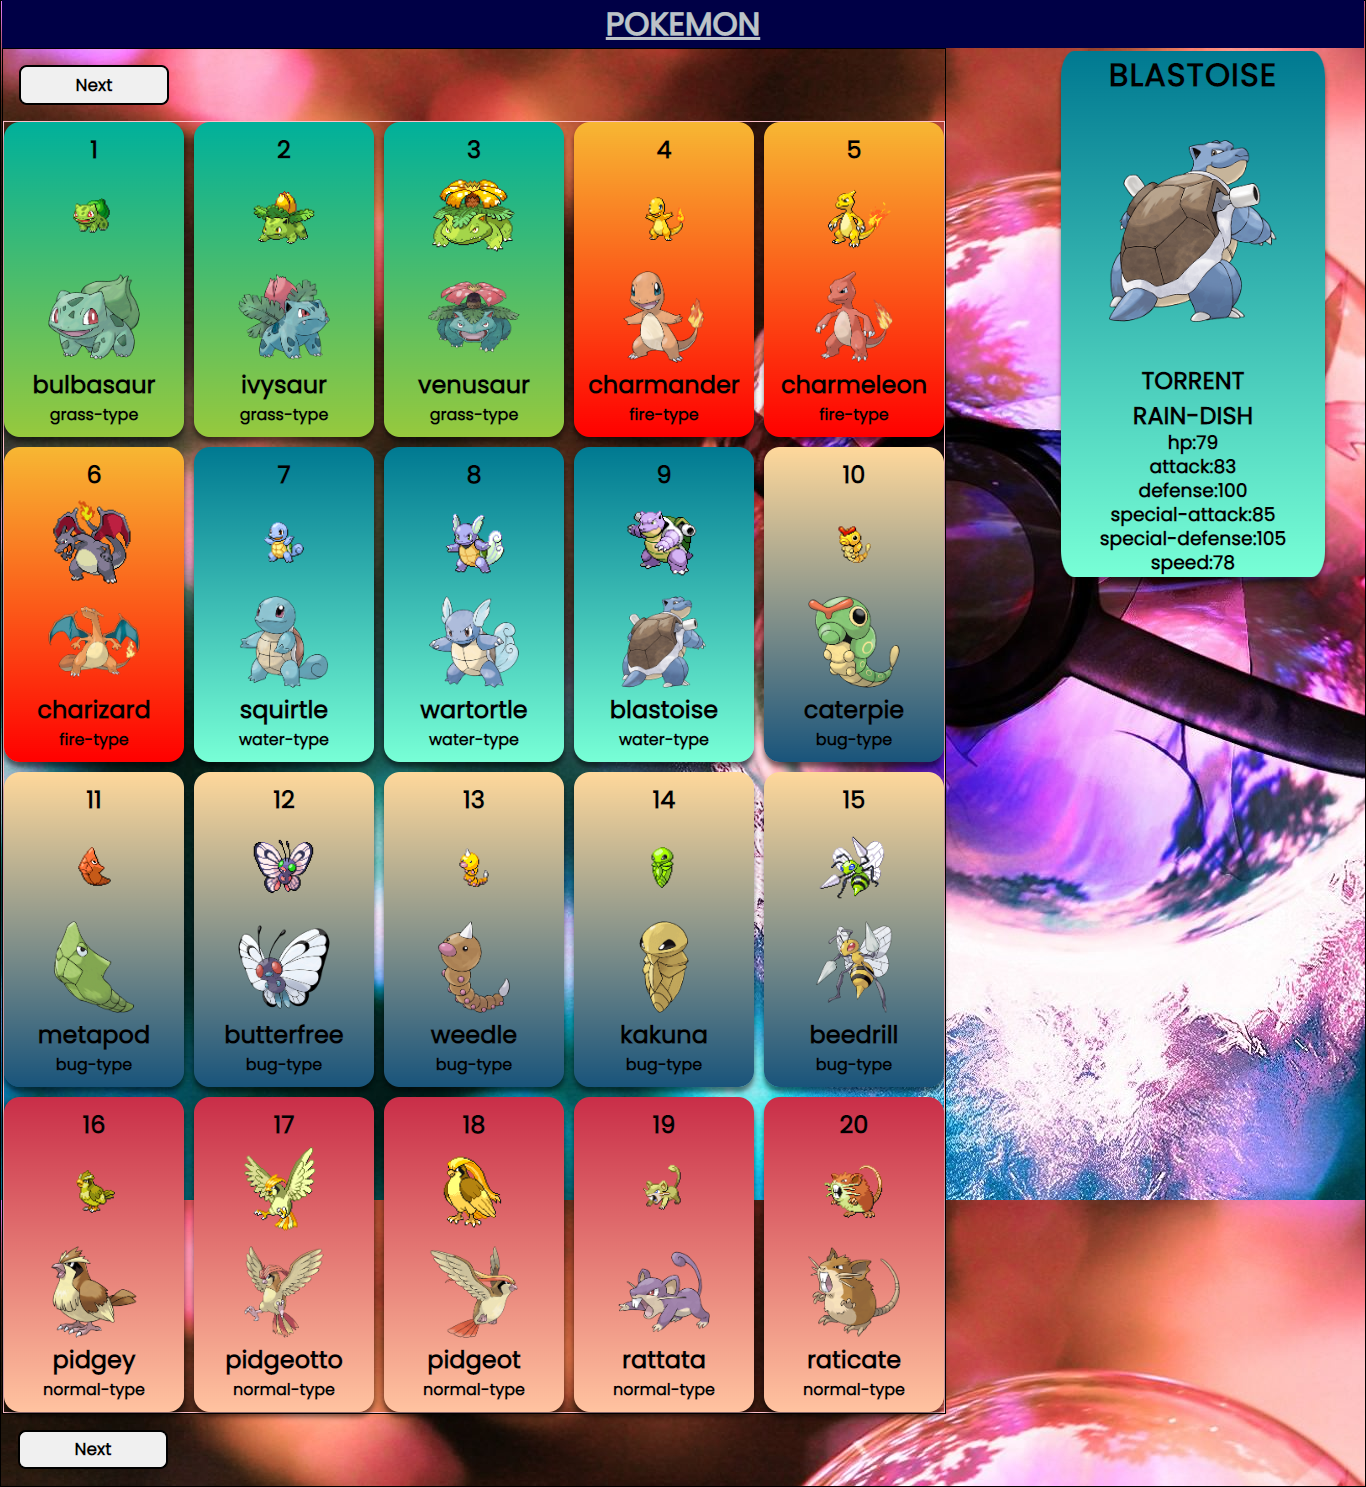 POKEMON
Next
1
bulbasaur
grass-type
2
ivysaur
grass-type
3
venusaur
grass-type
4
charmander
fire-type
5
charmeleon
fire-type
6
charizard
fire-type
7
squirtle
water-type
8
wartortle
water-type
9
blastoise
water-type
10
caterpie
bug-type
11
metapod
bug-type
12
butterfree
bug-type
13
weedle
bug-type
14
kakuna
bug-type
15
beedrill
bug-type
16
pidgey
normal-type
17
pidgeotto
normal-type
18
pidgeot
normal-type
19
rattata
normal-type
20
raticate
normal-type
Next
BLASTOISE
TORRENT
RAIN-DISH
hp:79
attack:83
defense:100
special-attack:85
special-defense:105
speed:78